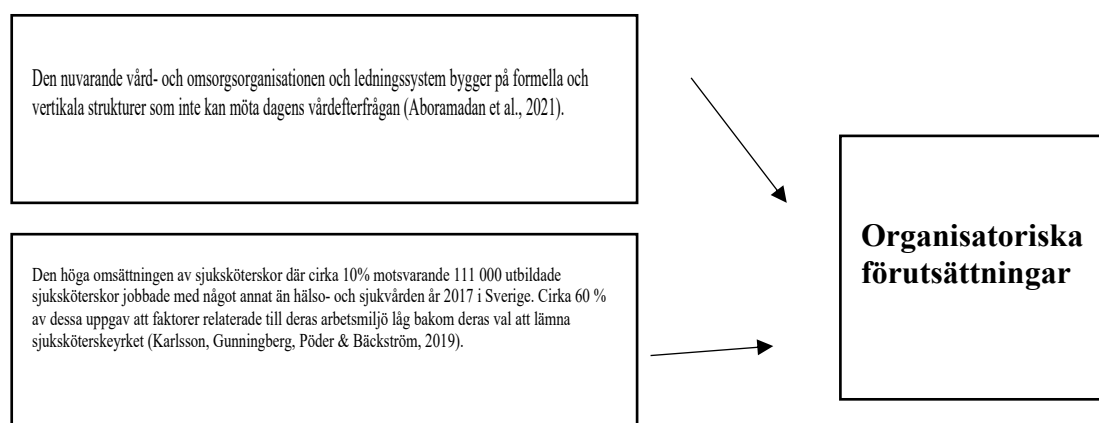 Den nuvarande vård- och omsorgsorganisationen och ledningssystem bygger på formella och
vertikala strukturer som inte kan möta dagens vårdefterfrågan (Aboramadan et al., 2021).
Den höga omsättningen av sjuksköterskor där cirka 10% motsvarande 111 000 utbildade
sjuksköterskor jobbade med något annat än hälso- och sjukvården år 2017 i Sverige. Cirka 60 %
av dessa uppgav att faktorer relaterade till deras arbetsmiljö låg bakom deras val att lämna
sjuksköterskeyrket (Karlsson, Gunningberg, Pöder & Bäckström, 2019).
Organisatoriska
förutsättningar